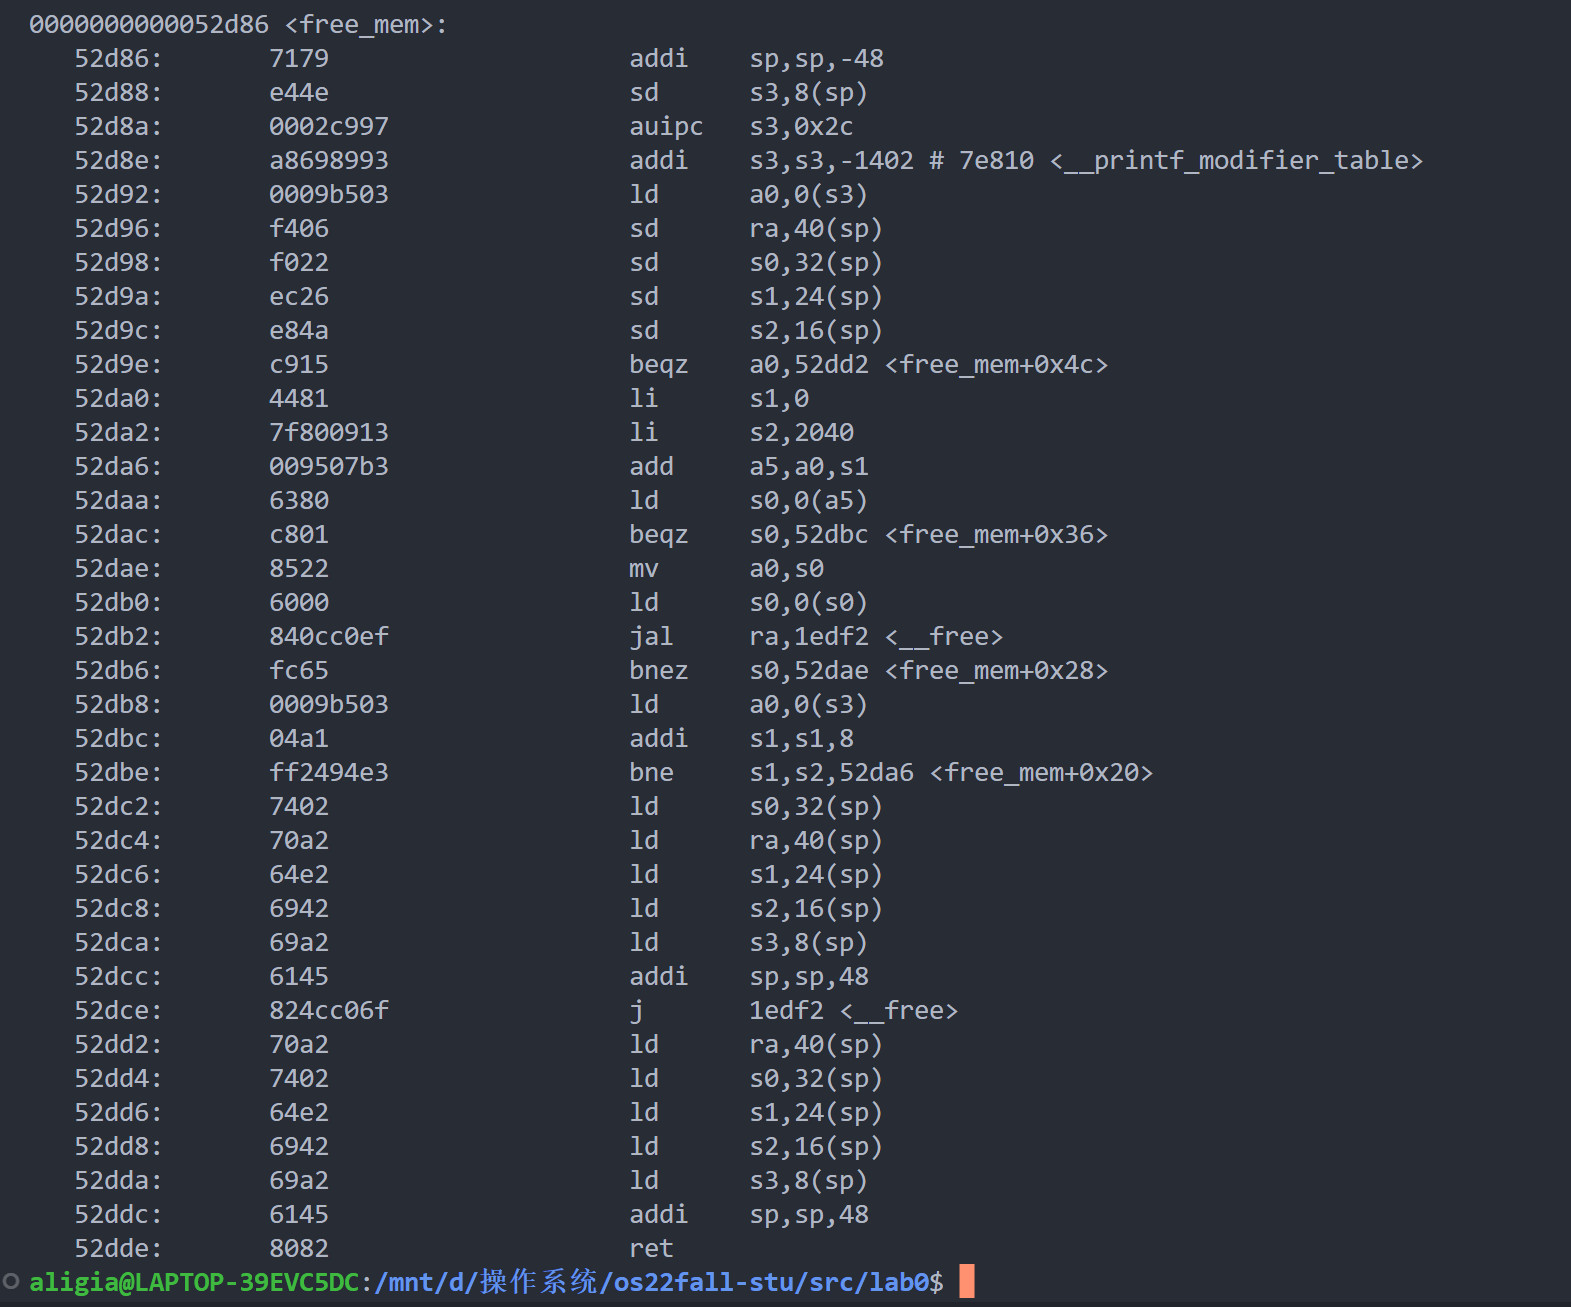 0000000000052d86 <free_mem>:
52d86: 7179 addi sp,sp,-48
52d88: e44e sd s3,8(sp)
52d8a: 0002c997 auipc s3,0x2c
52d8e: a8698993 addi s3,s3,-1402 # 7e810 <__printf_modifier_table>
52d92: 0009b503 ld a0,0(s3)
52d96: f406 sd ra,40(sp)
52d98: f022 sd s0,32(sp)
52d9a: ec26 sd s1,24(sp)
52d9c: e84a sd s2,16(sp)
52d9e: c915 beqz a0,52dd2 <free_mem+0x4c>
52da0: 4481 li s1,0
52da2: 7f800913 li s2,2040
52da6: 009507b3 add a5,a0,s1
52daa: 6380 ld s0,0(a5)
52dac: c801 beqz s0,52dbc <free_mem+0x36>
52dae: 8522 mv a0,s0
52db0: 6000 ld s0,0(s0)
52db2: 840cc0ef jal ra,1edf2 <__free>
52db6: fc65 bnez s0,52dae <free_mem+0x28>
52db8: 0009b503 ld a0,0(s3)
52dbc: 04a1 addi s1,s1,8
52dbe: ff2494e3 bne s1,s2,52da6 <free_mem+0x20>
52dc2: 7402 ld s0,32(sp)
52dc4: 70a2 ld ra,40(sp)
52dc6: 64e2 ld s1,24(sp)
52dc8: 6942 ld s2,16(sp)
52dca: 69a2 ld s3,8(sp)
52dcc: 6145 addi sp,sp,48
52dce: 824cc06f j 1edf2 <__free>
52dd2: 70a2 ld ra,40(sp)
52dd4: 7402 ld s0,32(sp)
52dd6: 64e2 ld s1,24(sp)
52dd8: 6942 ld s2,16(sp)
52dda: 69a2 ld s3,8(sp)
52ddc: 6145 addi sp,sp,48
52dde: 8082 ret
aligia@LAPTOP-39EVC5DC:/mnt/d/操作系统/os22fall-stu/src/lab0$